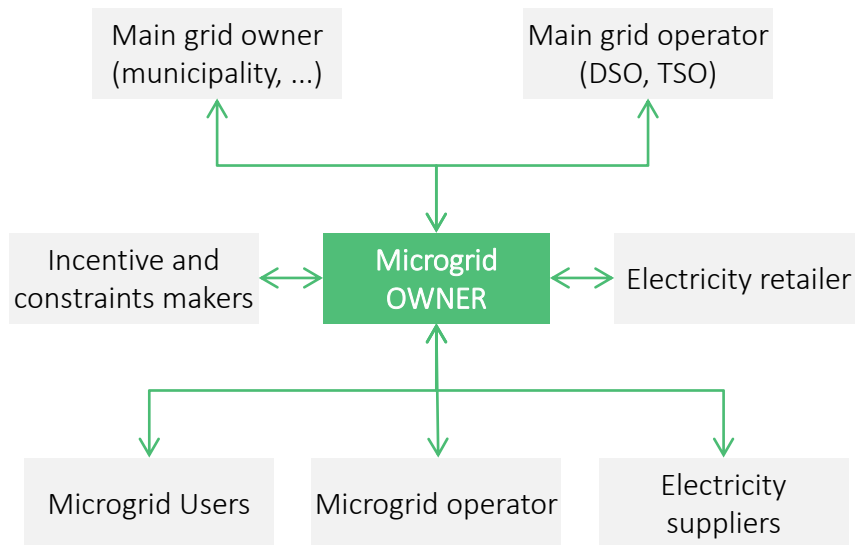 Main grid owner
(municipality, ...)
Main grid operator
(DSO, TSO)
Incentive and
constraints makers
Microgrid
OWNER
Electricity retailer
Microgrid Users
Microgrid operator
Electricity
suppliers